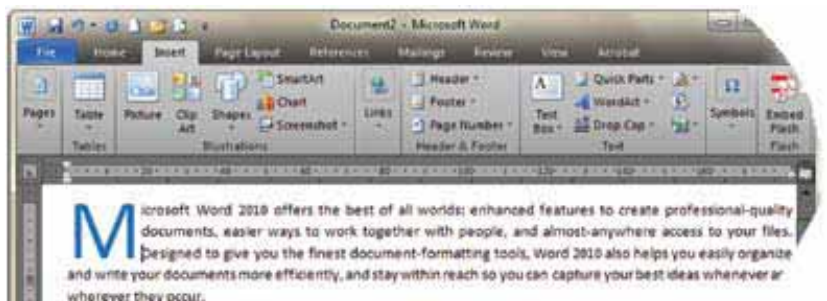 Document2 - Microsoft Word
File Home Insert Page Layout References Mailings Review View Acrobat
Pages Table Picture Clip Art Shapes SmartArt Chart Screenshot Links Header Footer Page Number Text Box Quick Parts WordArt Drop Cap Symbols Embed Flash
Tables Illustrations Header & Footer Text Flash
Microsoft Word 2010 offers the best of all worlds: enhanced features to create professional-quality
documents, easier ways to work together with people, and almost-anywhere access to your files.
Designed to give you the finest document-formatting tools, Word 2010 also helps you easily organize
and write your documents more efficiently, and stay within reach so you can capture your best ideas whenever or
wherever they occur.